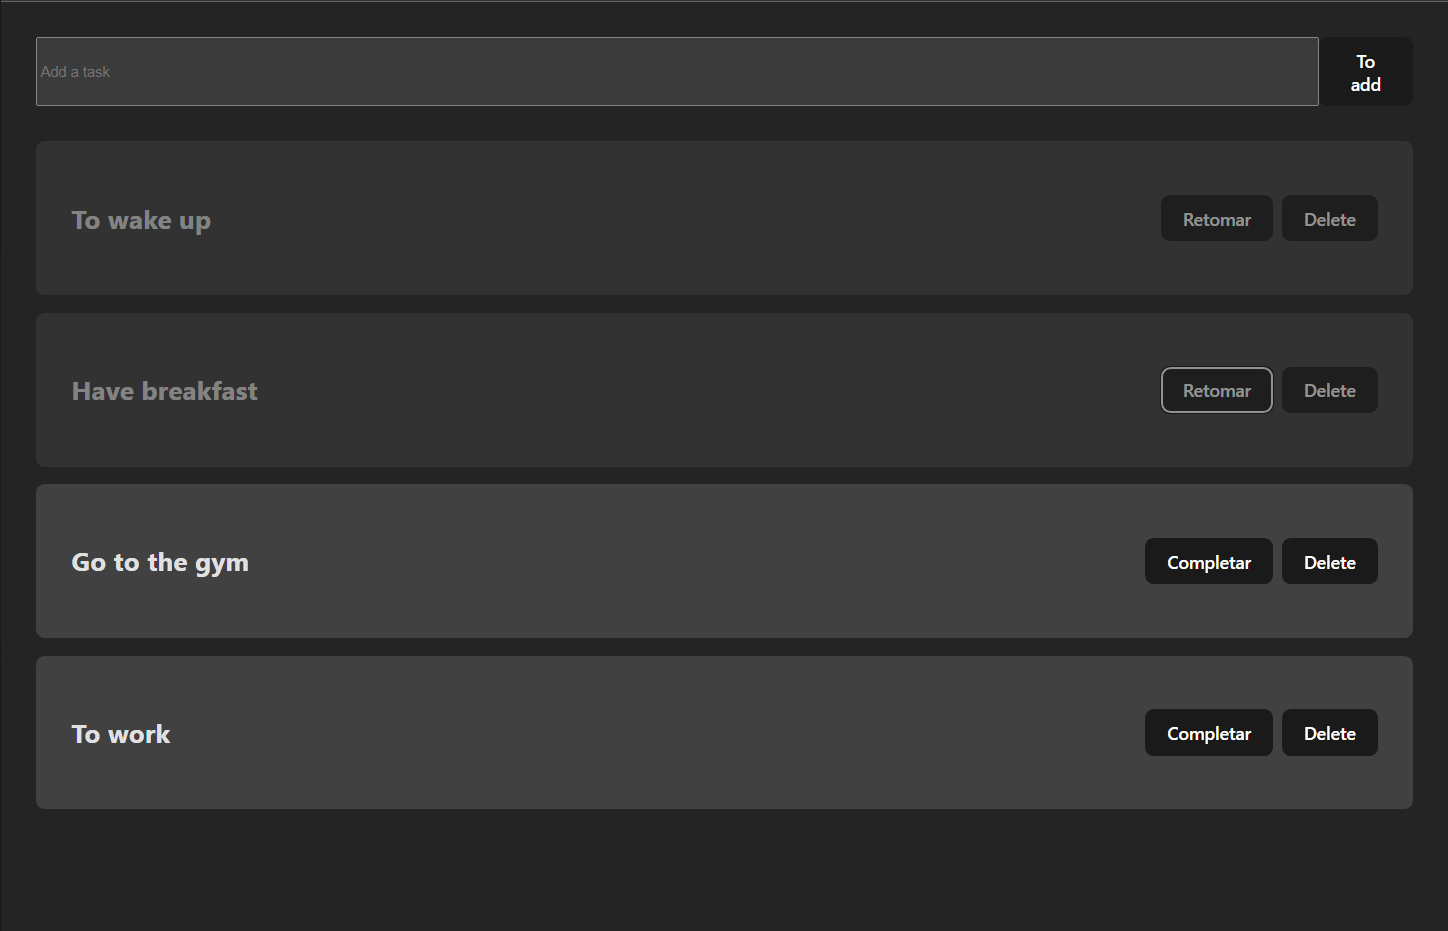 Add a task
To
add
To wake up
Retomar
Delete
Have breakfast
Retomar
Delete
Go to the gym
Completar
Delete
To work
Completar
Delete